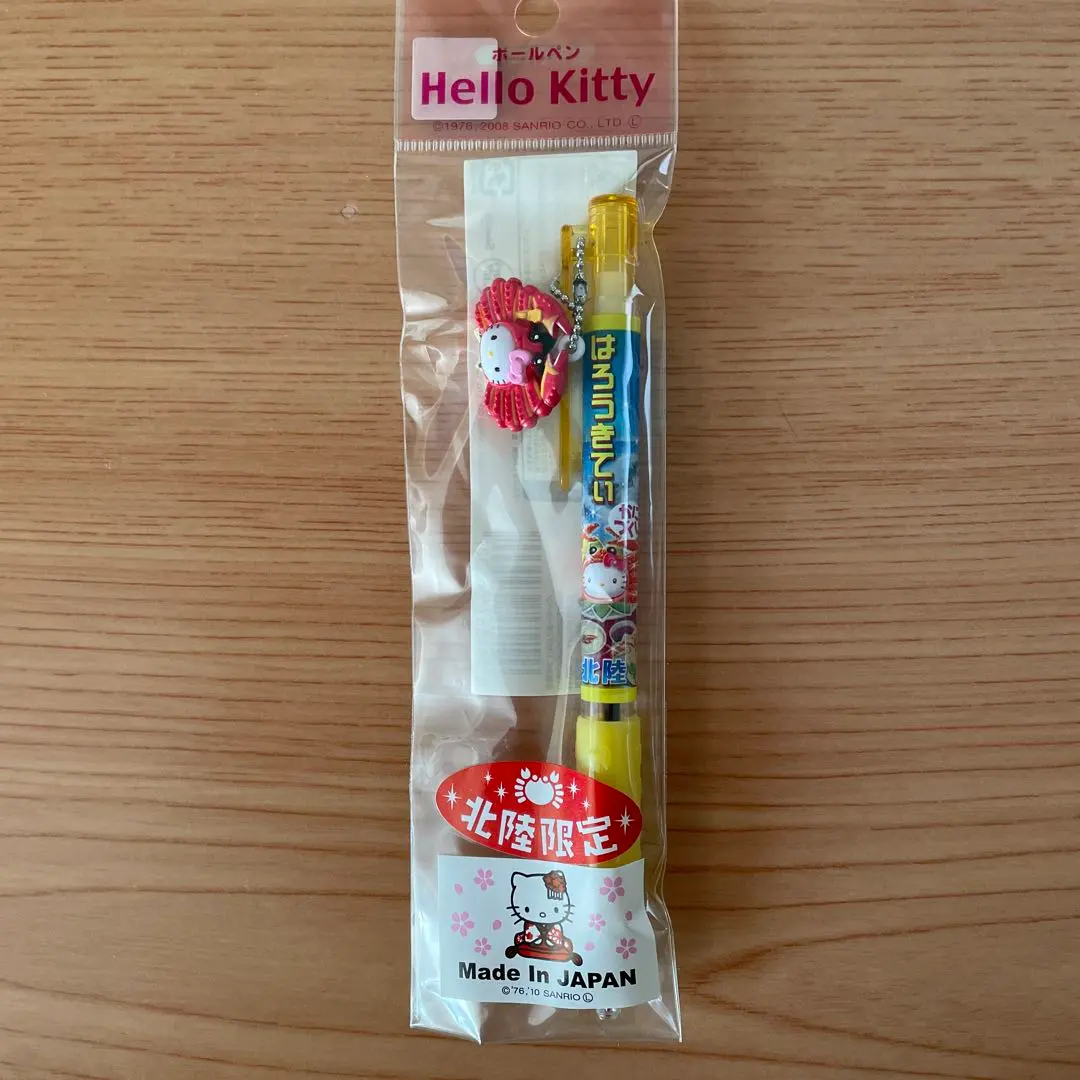 ボールペン
Hello Kitty
©1976, 2008 SANRIO CO., LTD. Ⓛ
はろうきてぃ
北陸
北陸限定
Made In JAPAN
©'76,'10 SANRIO Ⓛ